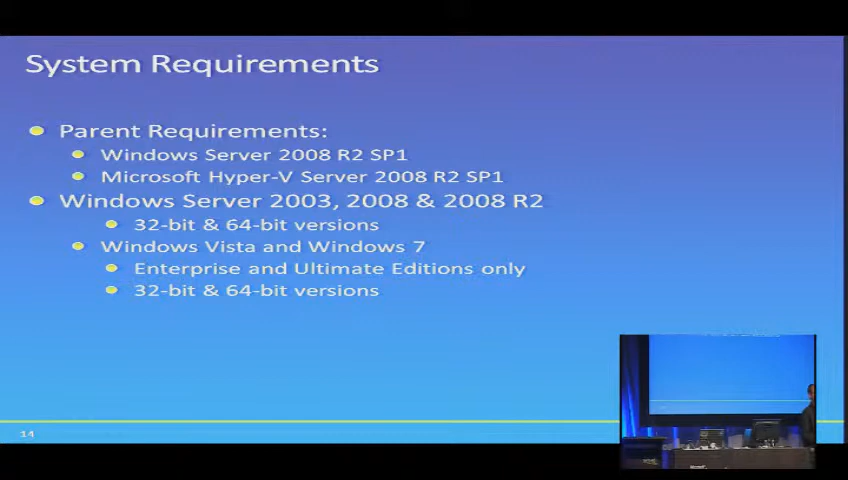 System Requirements
Parent Requirements:
Windows Server 2008 R2 SP1
Microsoft Hyper-V Server 2008 R2 SP1
Windows Server 2003, 2008 & 2008 R2
32-bit & 64-bit versions
Windows Vista and Windows 7
Enterprise and Ultimate Editions only
32-bit & 64-bit versions
14